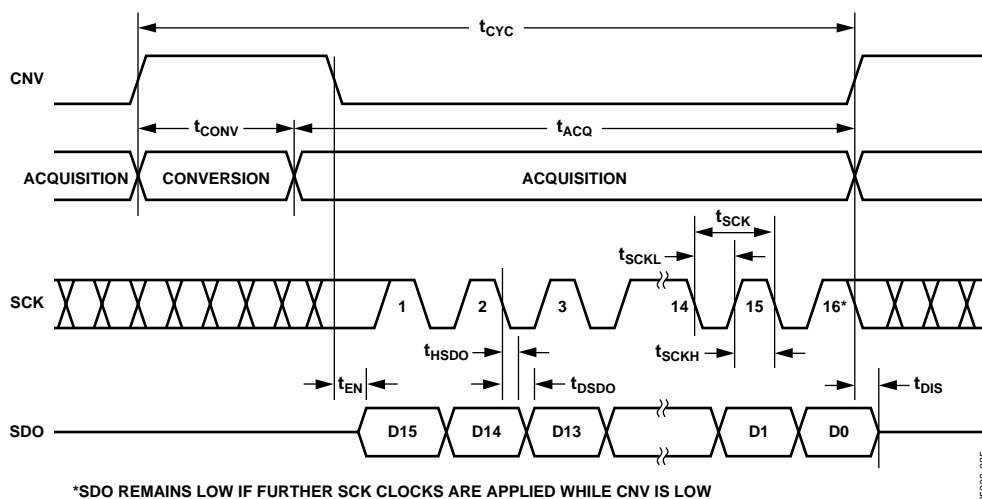 tCYC
CNV
tCONV
tACQ
ACQUISITION
CONVERSION
ACQUISITION
tSCK
tSCKL
SCK
1
2
3
14
15
16*
tHSDO
tSCKH
tEN
tDSDO
tDIS
SDO
D15
D14
D13
D1
D0
*SDO REMAINS LOW IF FURTHER SCK CLOCKS ARE APPLIED WHILE CNV IS LOW